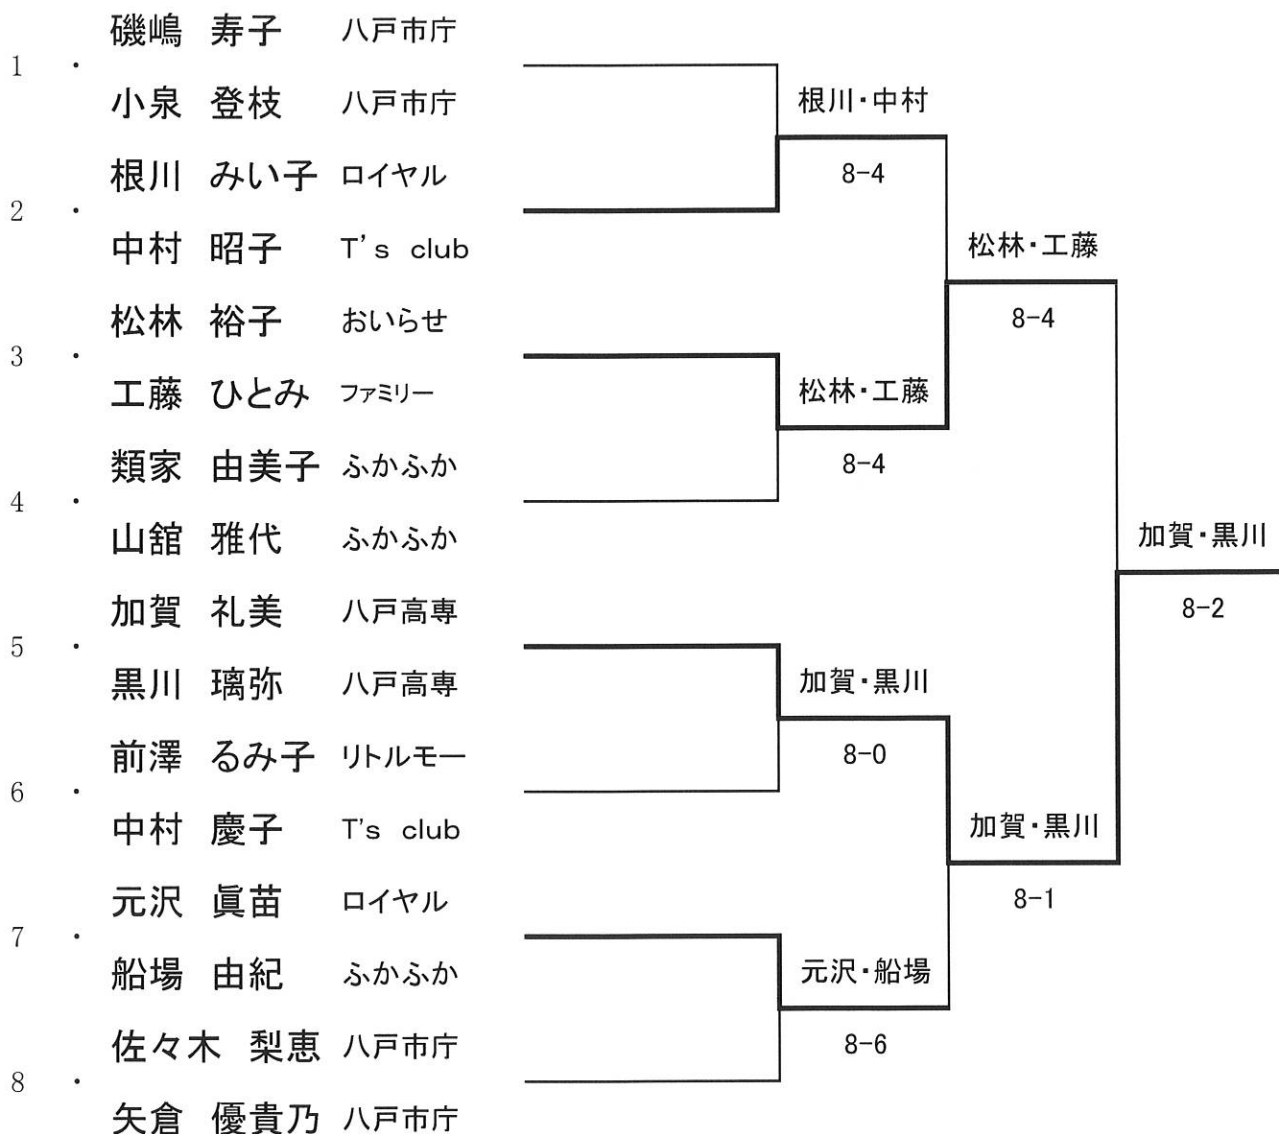 磯嶋 寿子 八戸市庁
1 ・
小泉 登枝 八戸市庁
根川・中村
根川 みい子 ロイヤル
8-4
2 ・
中村 昭子 T's club
松林・工藤
松林 裕子 おいらせ
8-4
3 ・
工藤 ひとみ ファミリー
松林・工藤
類家 由美子 ふかふか
8-4
4 ・
山舘 雅代 ふかふか
加賀・黒川
加賀 礼美 八戸高専
8-2
5 ・
黒川 璃弥 八戸高専
加賀・黒川
前澤 るみ子 リトルモー
8-0
6 ・
中村 慶子 T's club
加賀・黒川
元沢 眞苗 ロイヤル
8-1
7 ・
船場 由紀 ふかふか
元沢・船場
佐々木 梨恵 八戸市庁
8-6
8 ・
矢倉 優貴乃 八戸市庁